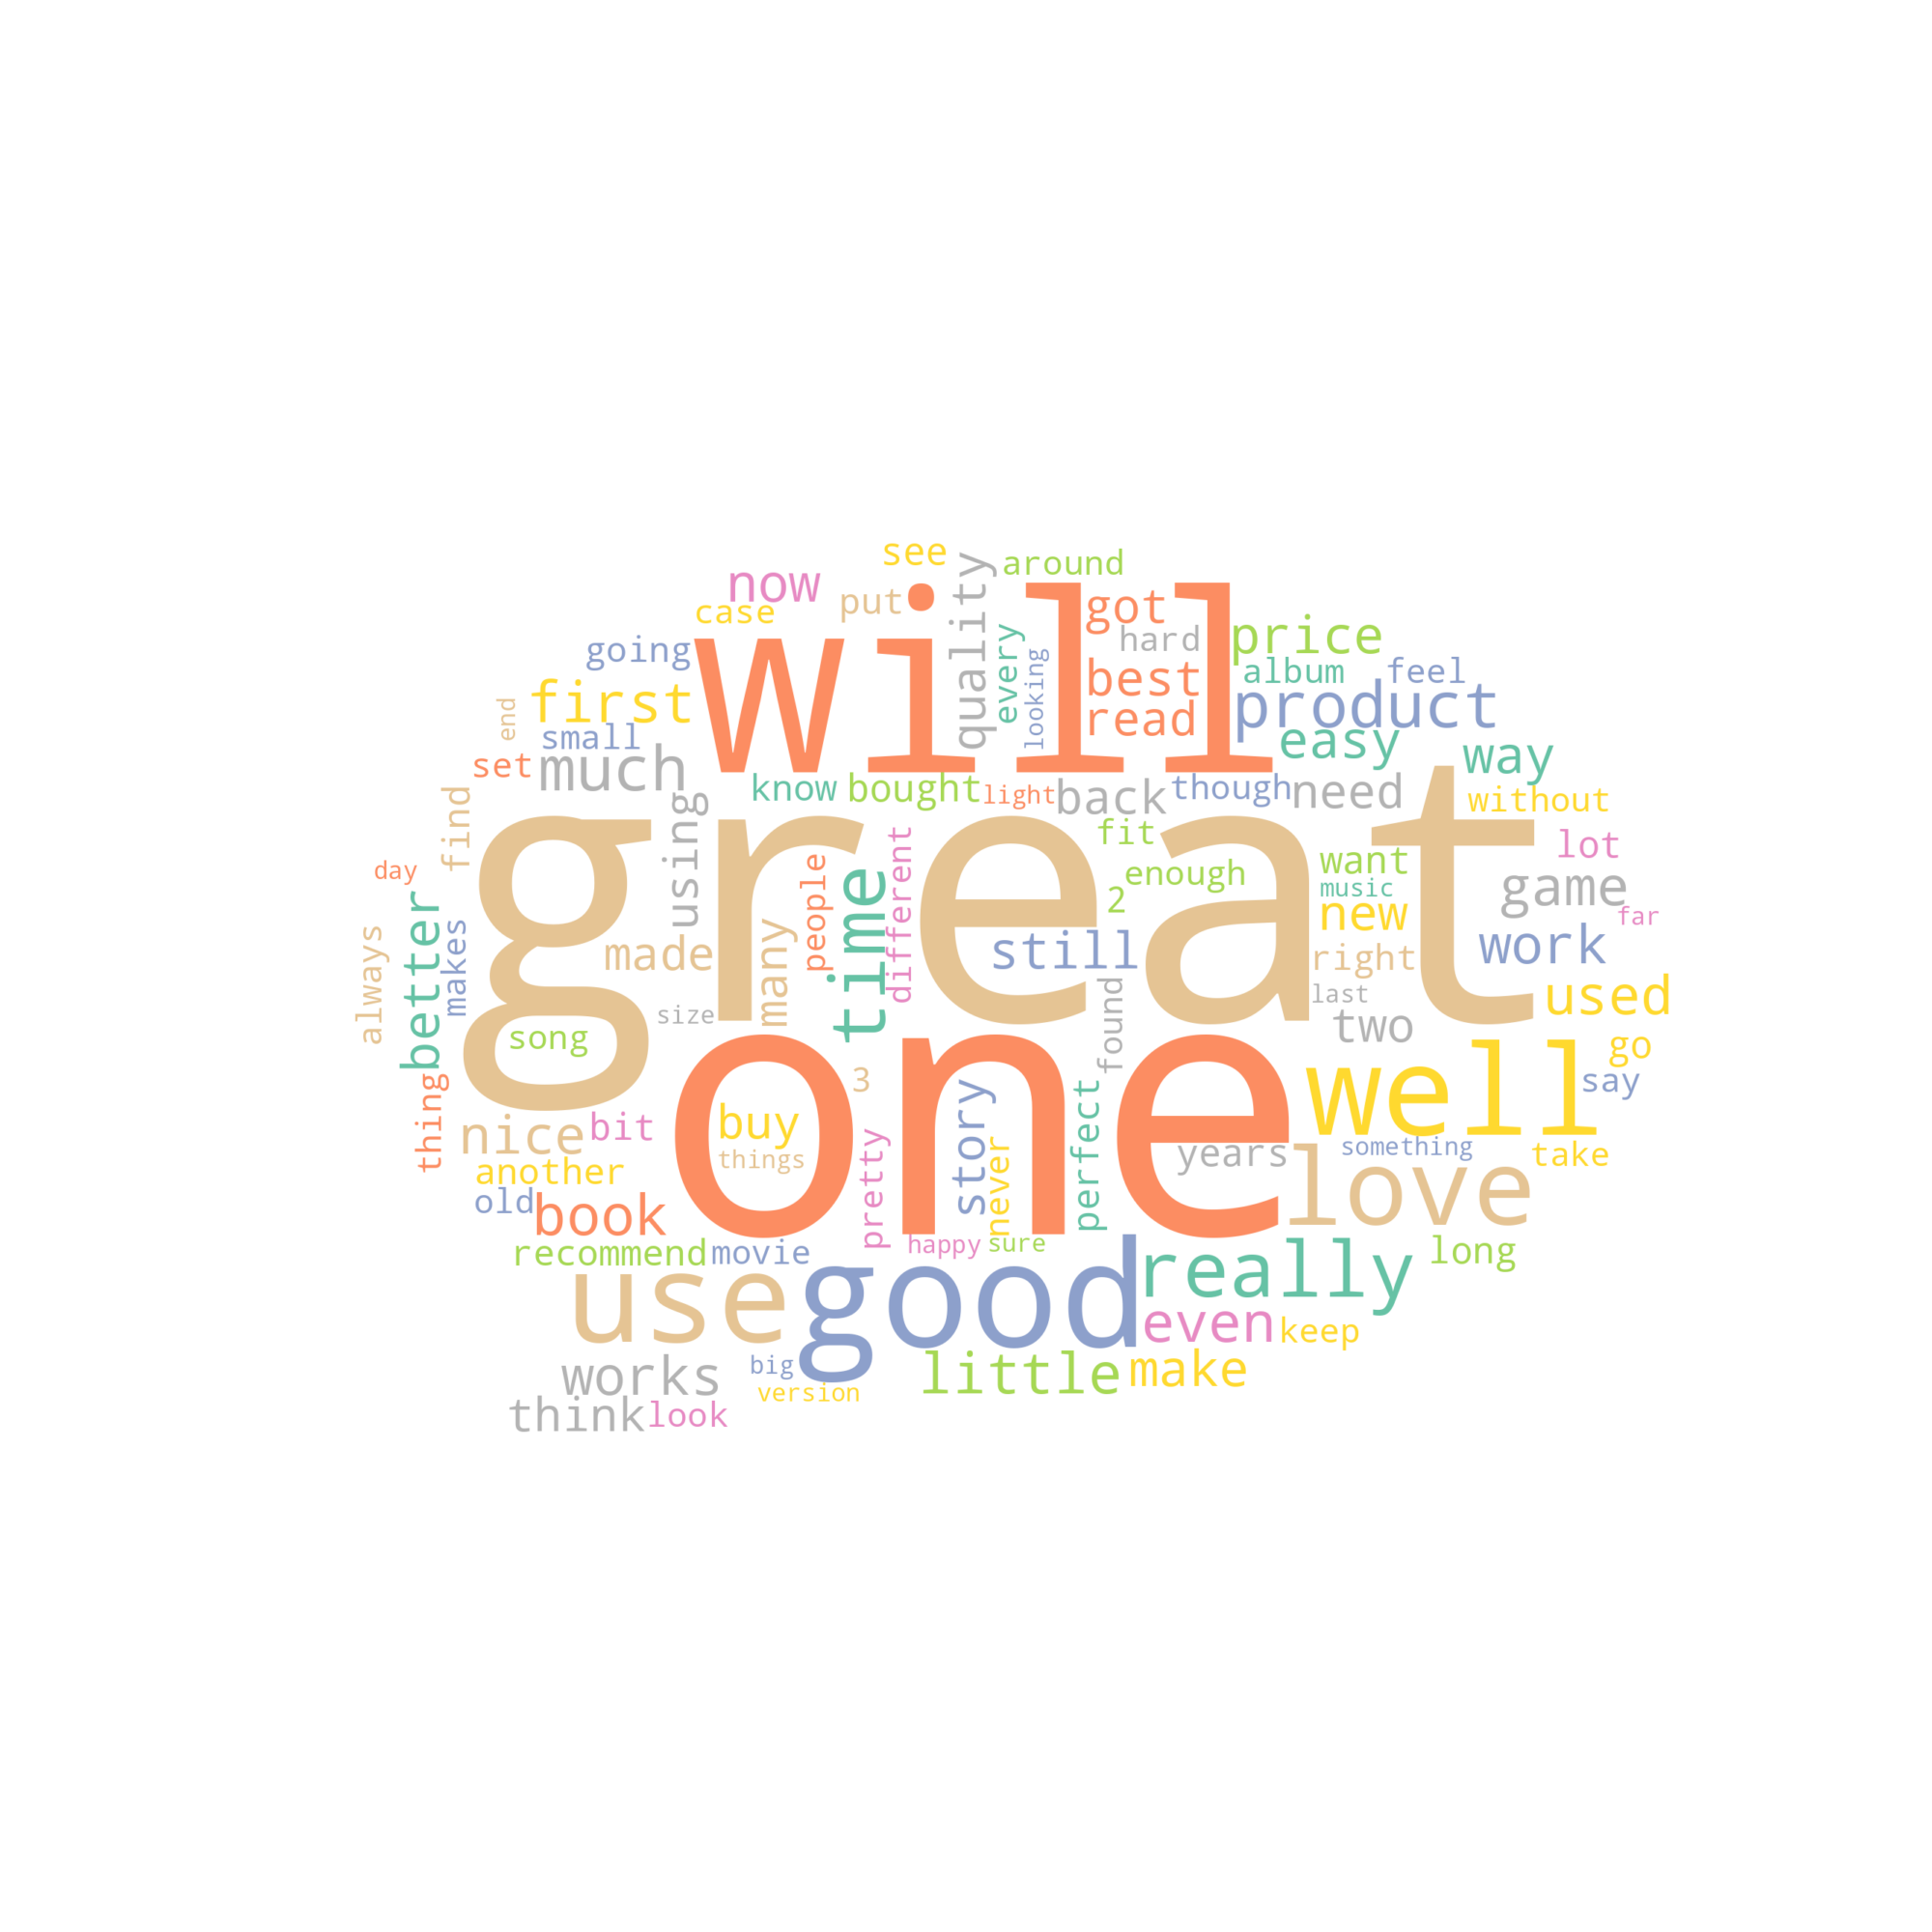 see
around
now
quality
case
put
will
got
hard
price
going
every
looking
best
album
feel
first
end
read
product
small
easy
way
set
much
know
bought
light
back
though
need
without
find
using
great
fit
lot
day
people
different
enough
want
music
game
2
new
far
always
better
makes
made
many
time
still
right
work
last
used
size
found
two
song
one
well
go
3
say
thing
nice
bit
buy
things
pretty
story
never
perfect
years
something
take
another
love
old
book
recommend
movie
happy
sure
really
long
use
good
even
keep
works
big
little
make
version
think
look